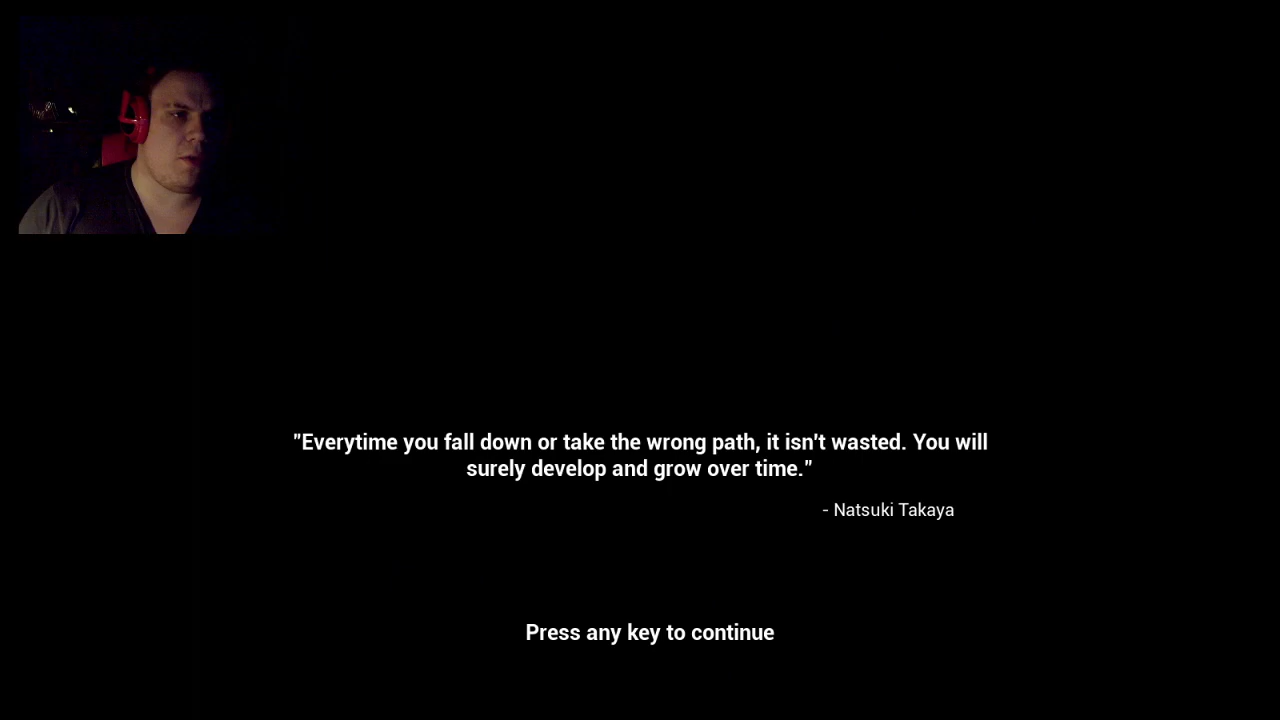 "Everytime you fall down or take the wrong path, it isn't wasted. You will
surely develop and grow over time."
- Natsuki Takaya
Press any key to continue